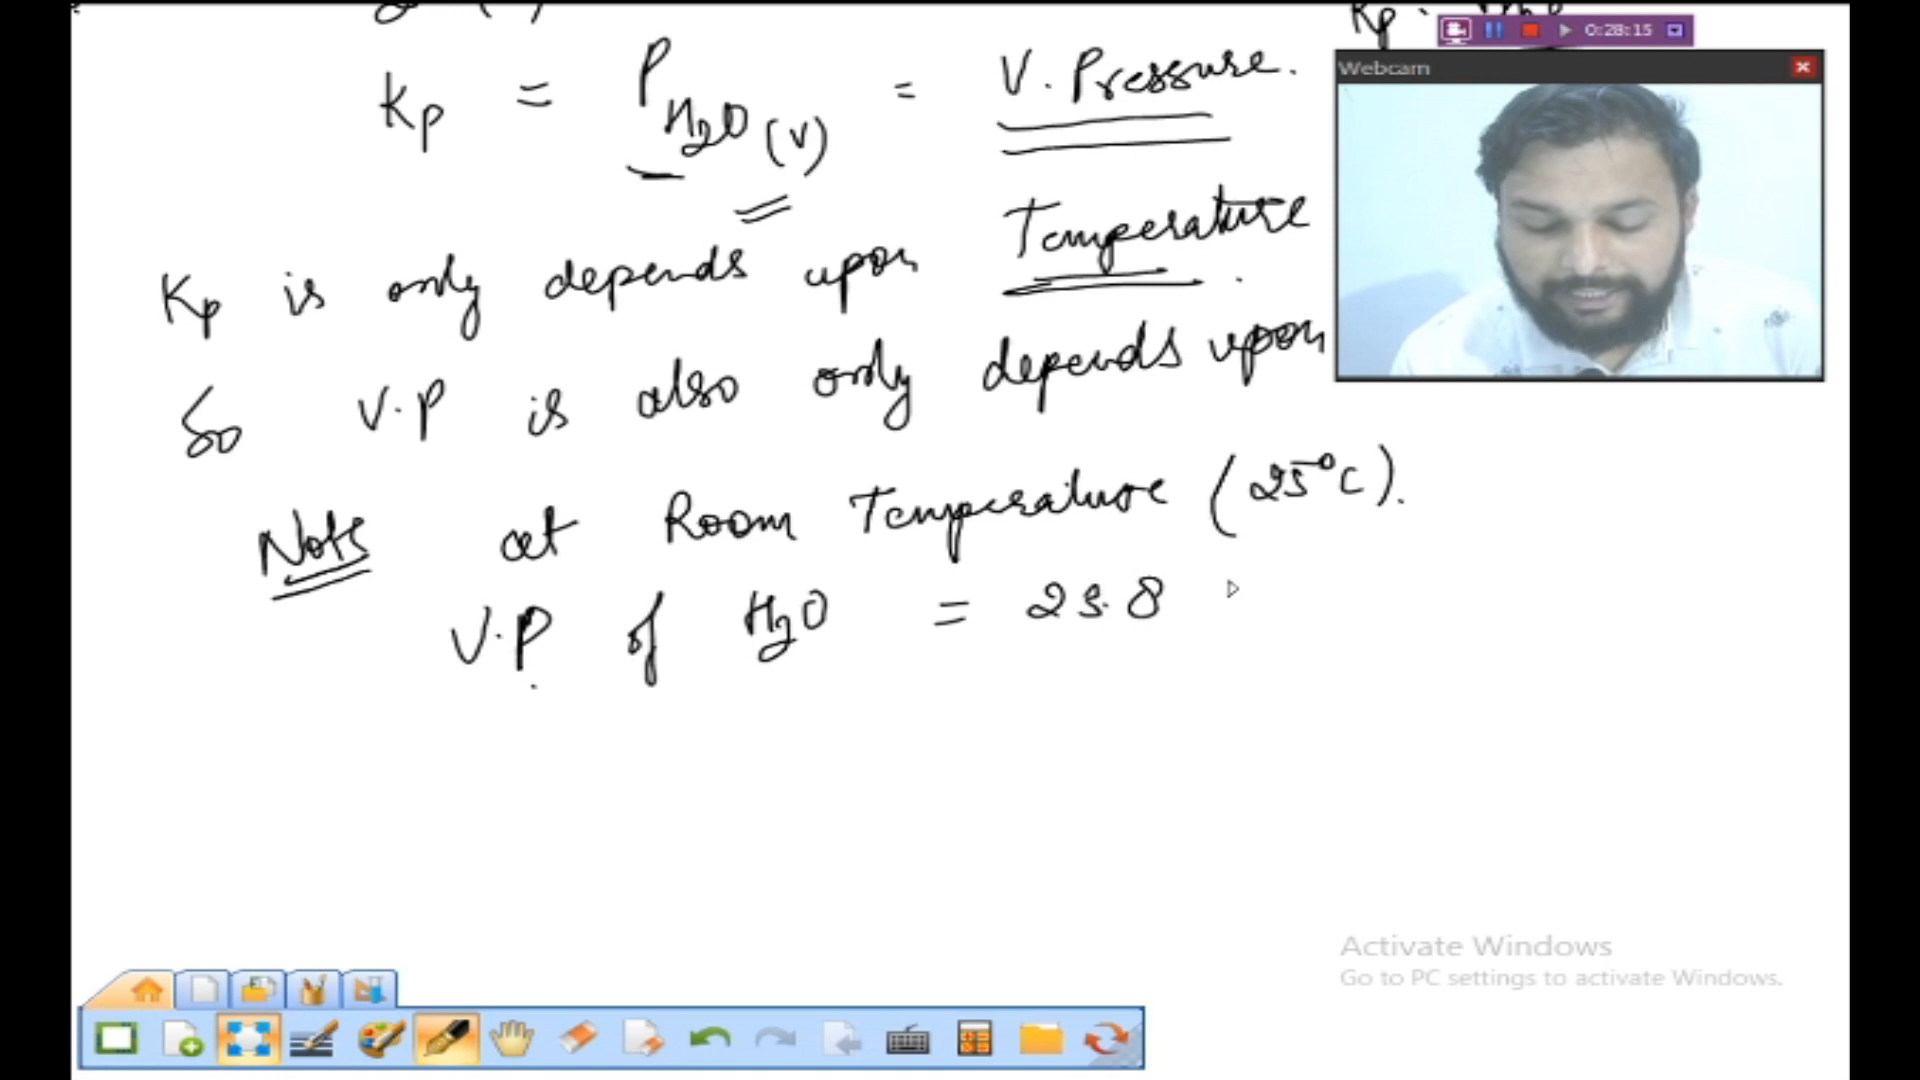 0:28:15
Webcam
Kp = P H2O (v) = V. Pressure.
Kp is only depends upon Temperature.
So V.P is also only depends upon
Note at Room Temperature (25°C).
V.P. of H2O = 23.8
Activate Windows
Go to PC settings to activate Windows.